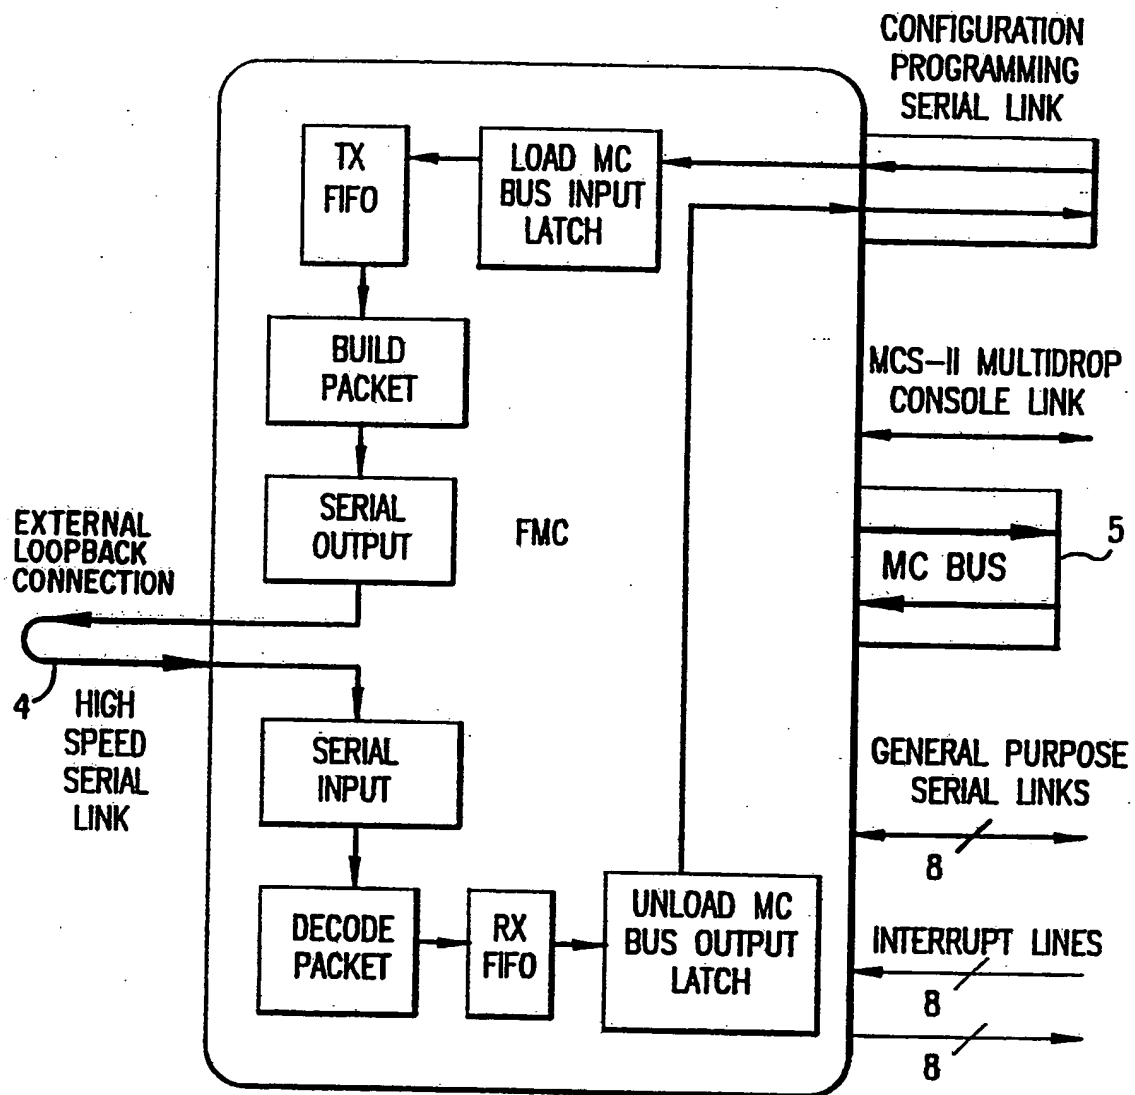 CONFIGURATION
PROGRAMMING
SERIAL LINK
TX
FIFO
LOAD MC
BUS INPUT
LATCH
BUILD
PACKET
MCS-II MULTIDROP
CONSOLE LINK
SERIAL
OUTPUT
FMC
EXTERNAL
LOOPBACK
CONNECTION
MC BUS
5
4
HIGH
SPEED
SERIAL
LINK
SERIAL
INPUT
GENERAL PURPOSE
SERIAL LINKS
8
DECODE
PACKET
RX
FIFO
UNLOAD MC
BUS OUTPUT
LATCH
INTERRUPT LINES
8
8